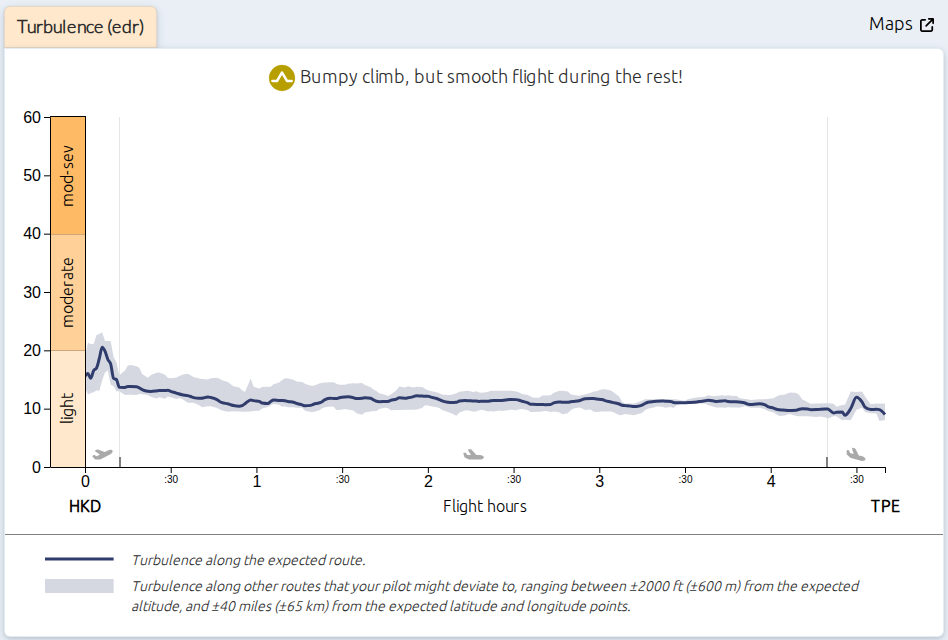 Turbulence (edr)
Maps
Bumpy climb, but smooth flight during the rest!
60
50
40
30
20
10
0
mod-sev
moderate
light
0 :30 1 :30 2 :30 3 :30 4 :30
HKD Flight hours TPE
Turbulence along the expected route.
Turbulence along other routes that your pilot might deviate to, ranging between ±2000 ft (±600 m) from the expected
altitude, and ±40 miles (±65 km) from the expected latitude and longitude points.